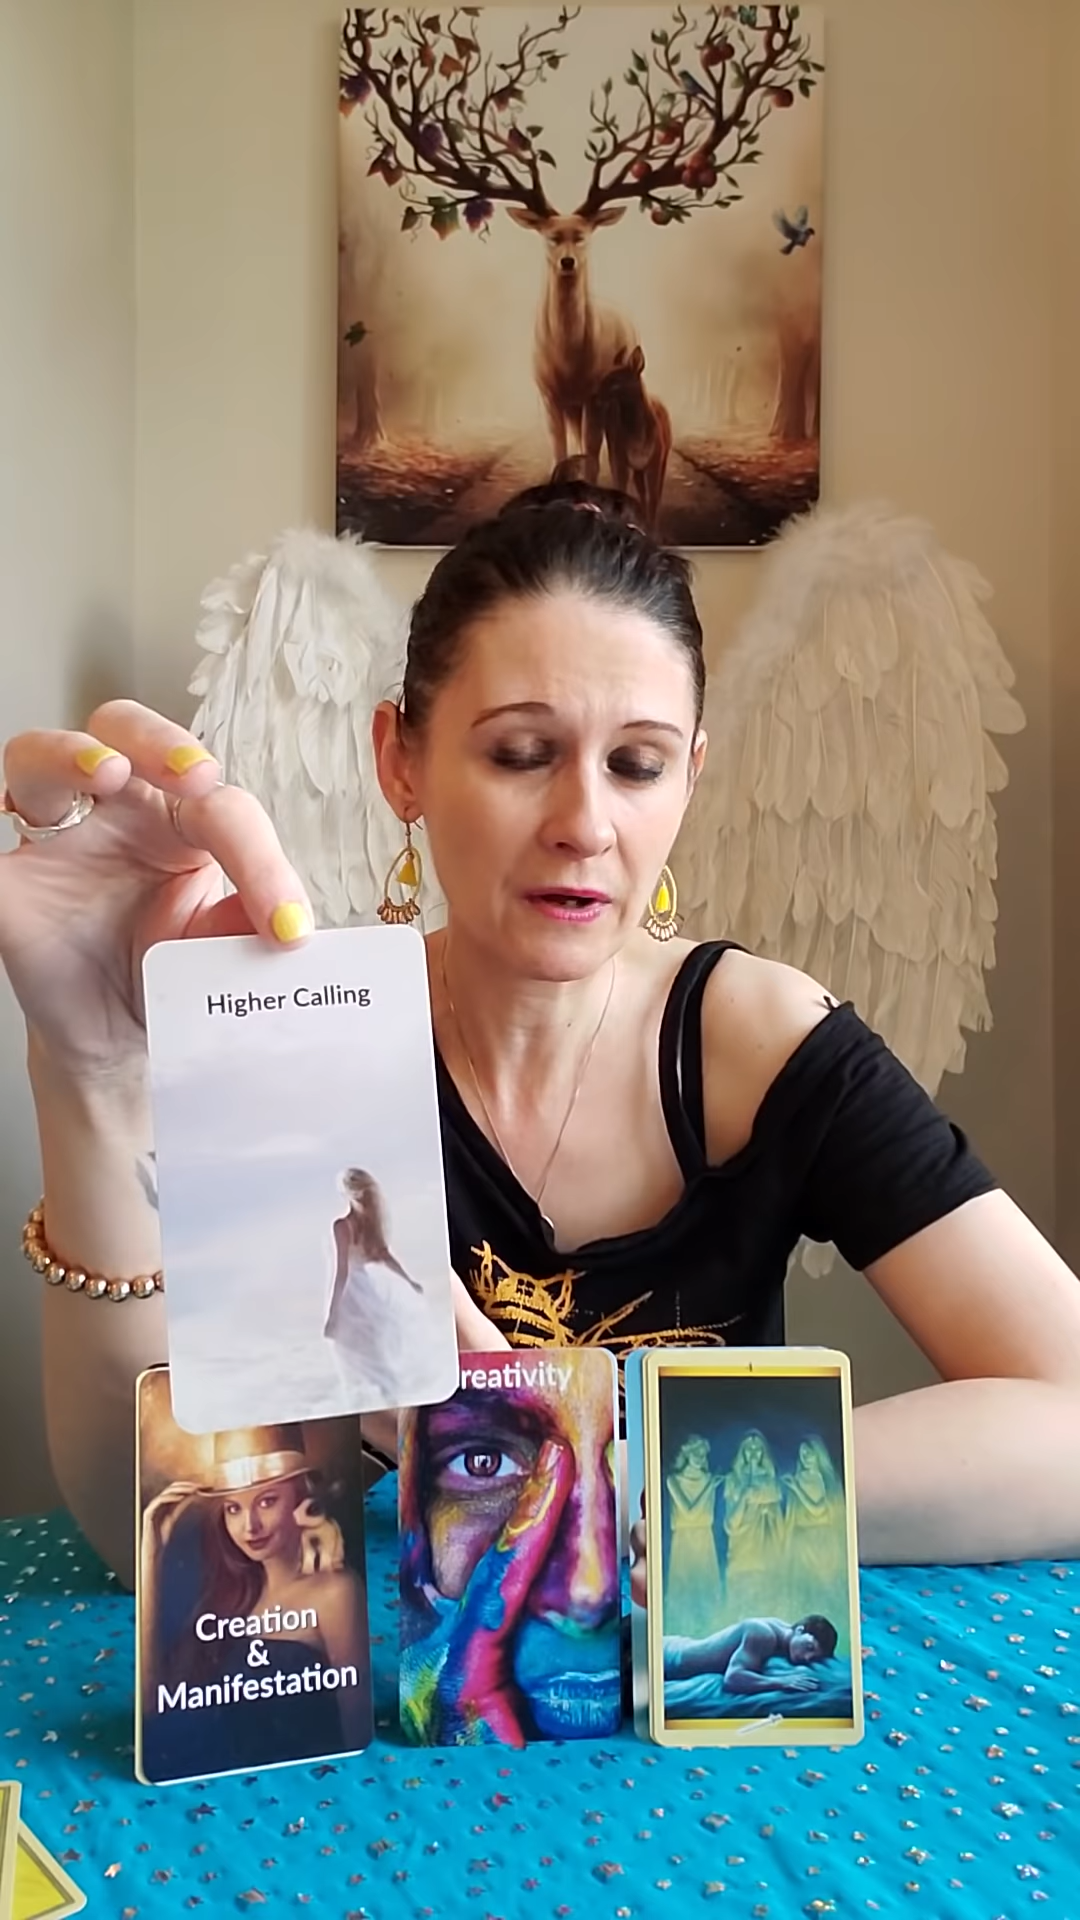 Higher Calling
reativity
Creation
&
Manifestation